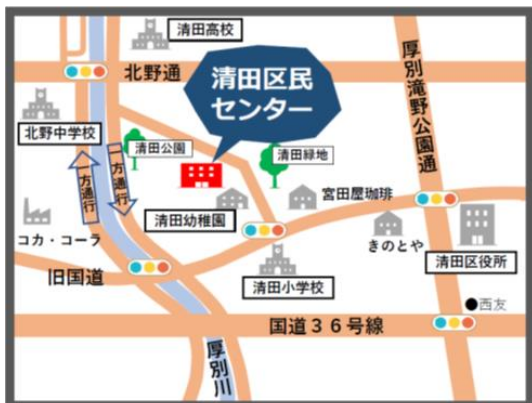 清田高校
北野通
清田区民
センター
厚別滝野公園通
北野中学校
清田公園
清田緑地
一方通行
一方通行
宮田屋珈琲
清田幼稚園
コカ・コーラ
きのとや
清田区役所
旧国道
清田小学校
西友
国道３６号線
厚別川